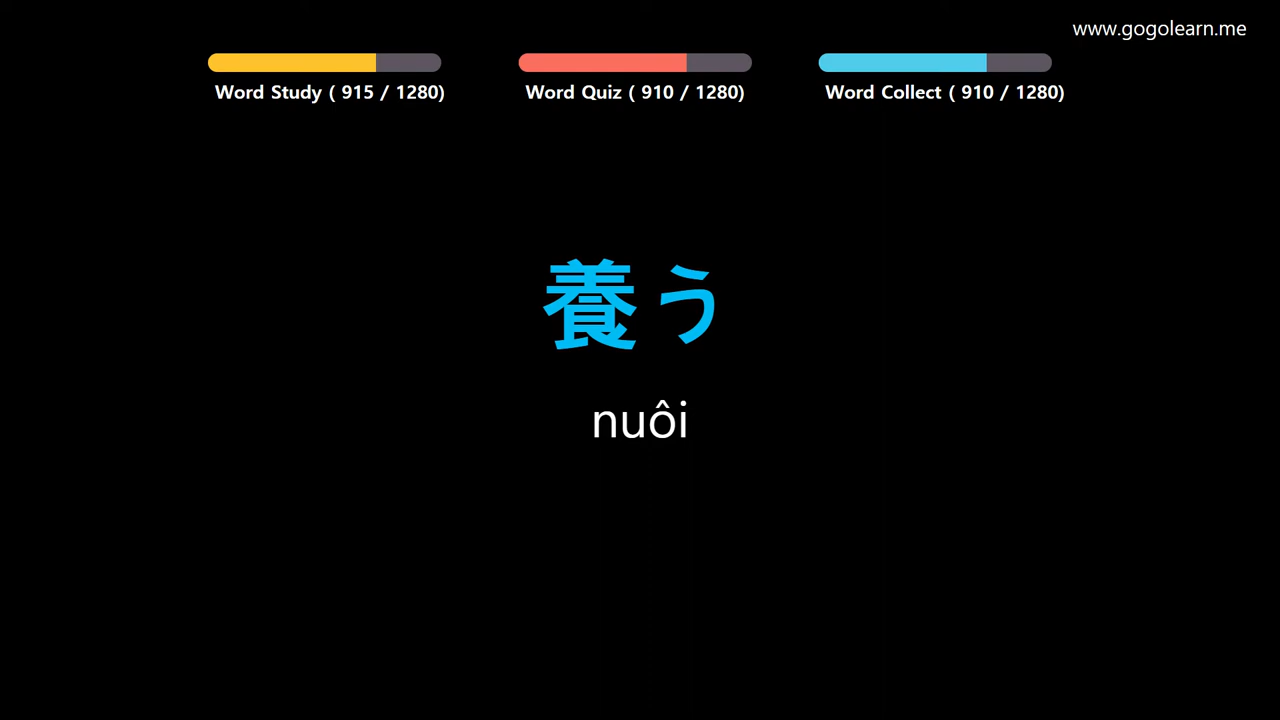 www.gogolearn.me
Word Study ( 915 / 1280)
Word Quiz ( 910 / 1280)
Word Collect ( 910 / 1280)
養う
nuôi